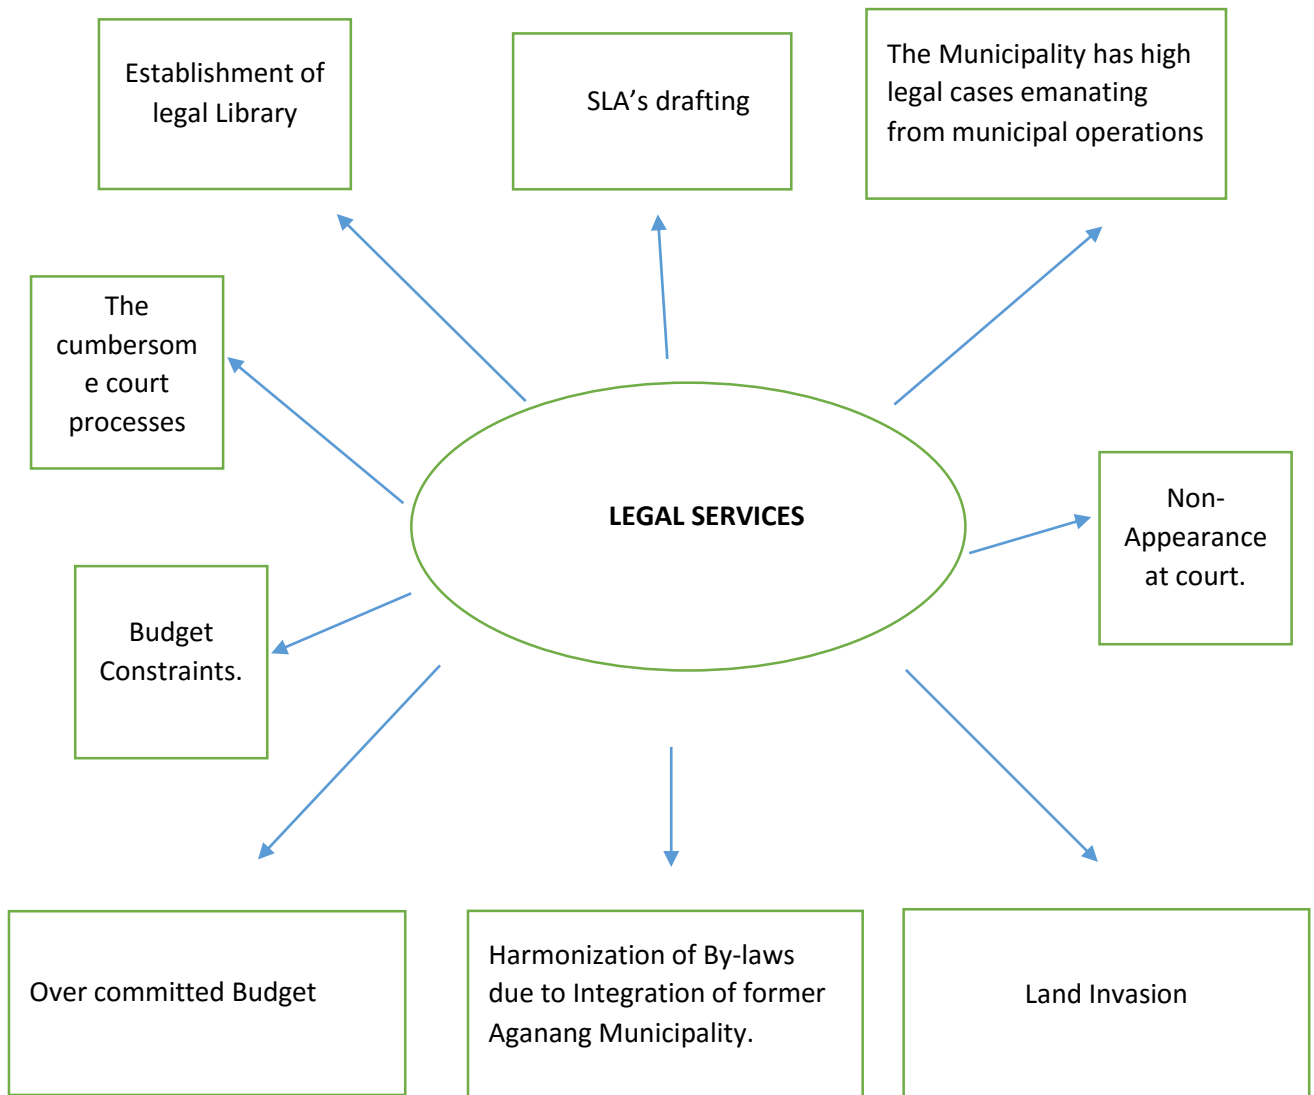 Establishment of
legal Library
SLA’s drafting
The Municipality has high
legal cases emanating
from municipal operations
The
cumbersom
e court
processes
LEGAL SERVICES
Non-
Appearance
at court.
Budget
Constraints.
Over committed Budget
Harmonization of By-laws
due to Integration of former
Aganang Municipality.
Land Invasion